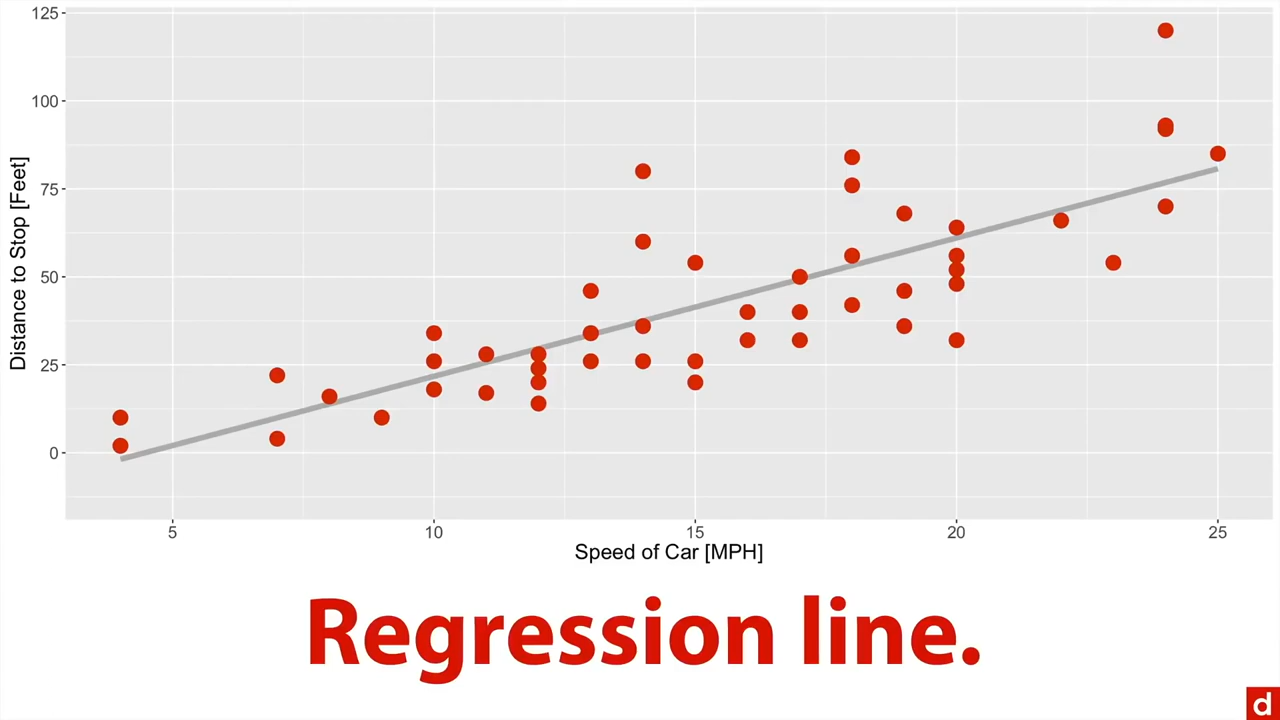 125
100
75
50
25
0
Distance to Stop [Feet]
5 10 15 20 25
Speed of Car [MPH]
Regression line.
d